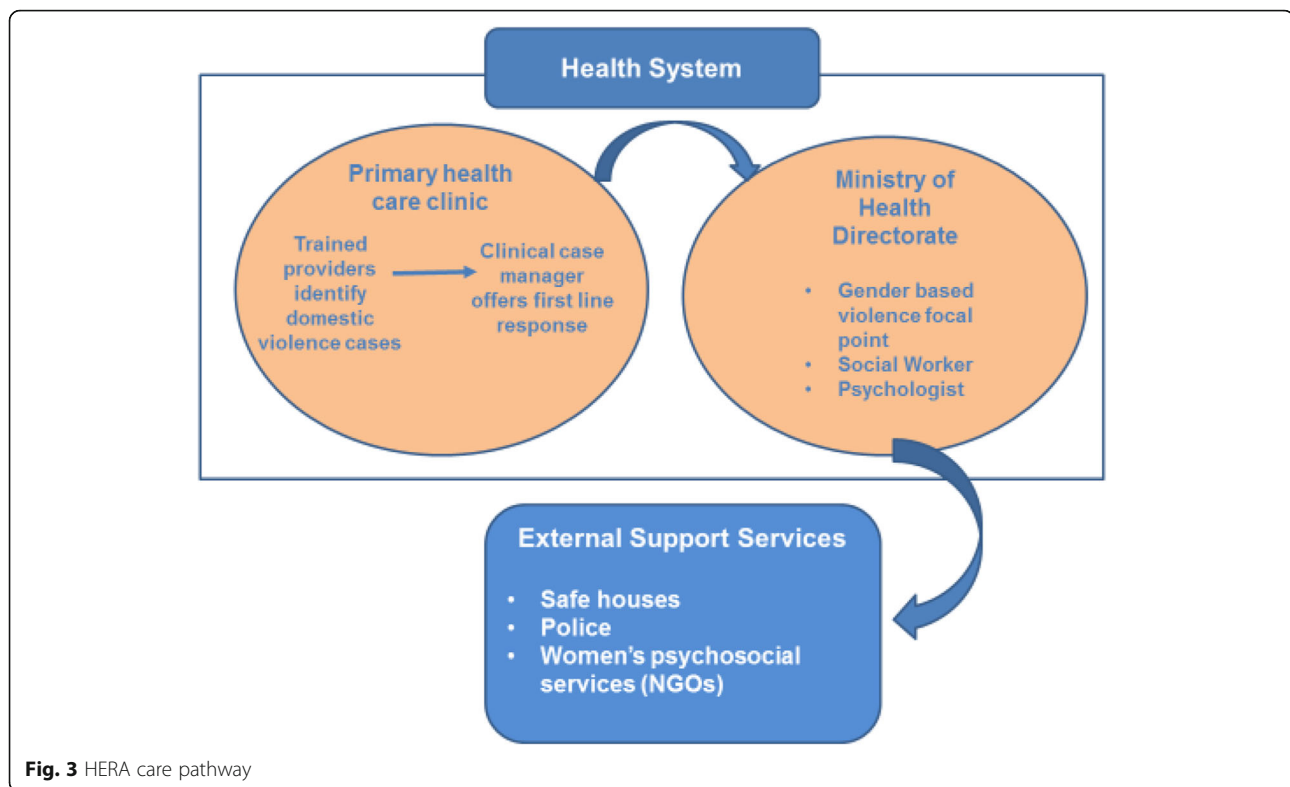 Health System
Primary health
care clinic
Trained
providers
identify
domestic
violence cases
Clinical case
manager
offers first line
response
Ministry of
Health
Directorate
• Gender based
violence focal
point
• Social Worker
• Psychologist
External Support Services
• Safe houses
• Police
• Women's psychosocial
services (NGOs)
Fig. 3 HERA care pathway